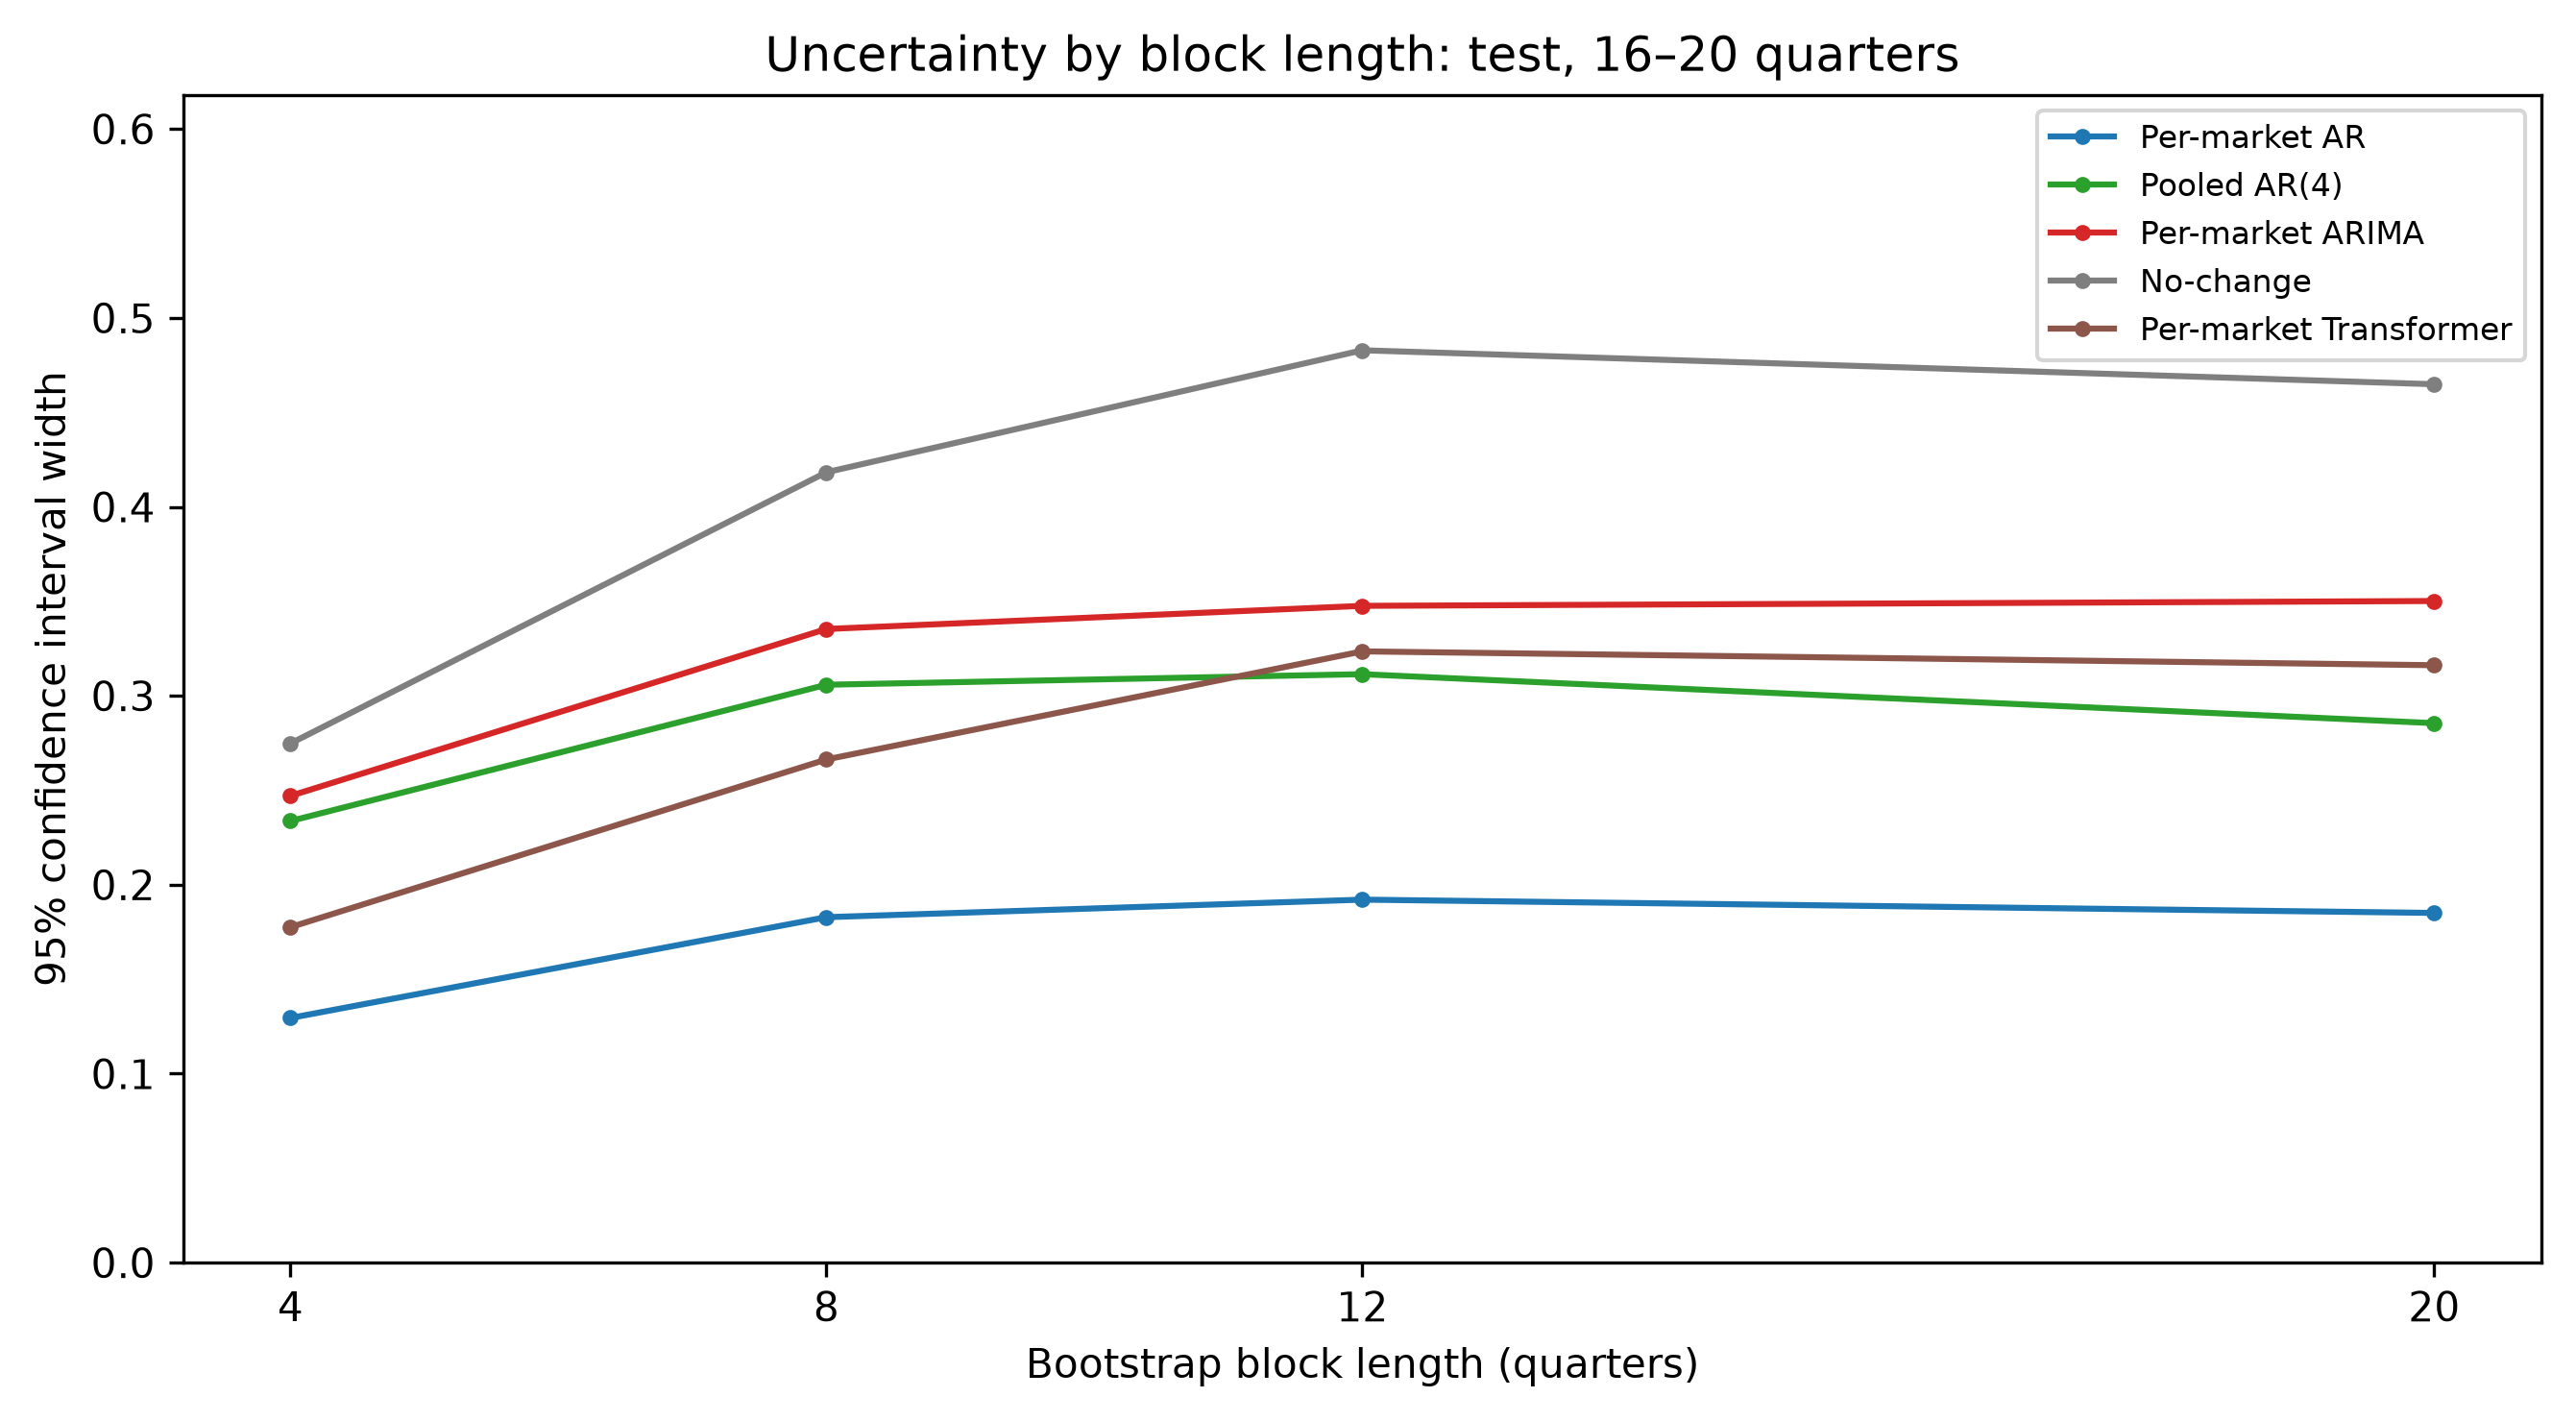 Uncertainty by block length: test, 16–20 quarters
95% confidence interval width
0.6
0.5
0.4
0.3
0.2
0.1
0.0
Per-market AR
Pooled AR(4)
Per-market ARIMA
No-change
Per-market Transformer
4 8 12 20
Bootstrap block length (quarters)